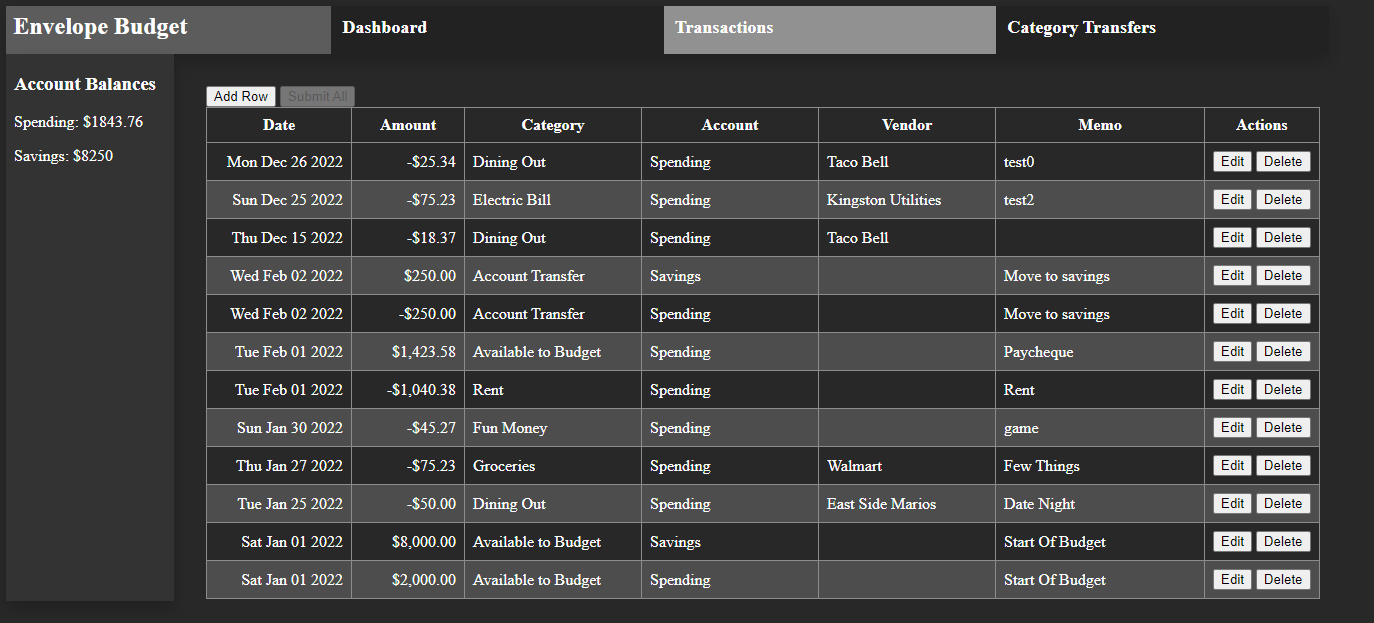 Envelope Budget Dashboard Transactions Category Transfers
Account Balances
Spending: $1843.76
Savings: $8250
Add Row Submit All
Date Amount Category Account Vendor Memo Actions
Mon Dec 26 2022 -$25.34 Dining Out Spending Taco Bell test0 Edit Delete
Sun Dec 25 2022 -$75.23 Electric Bill Spending Kingston Utilities test2 Edit Delete
Thu Dec 15 2022 -$18.37 Dining Out Spending Taco Bell Edit Delete
Wed Feb 02 2022 $250.00 Account Transfer Savings Move to savings Edit Delete
Wed Feb 02 2022 -$250.00 Account Transfer Spending Move to savings Edit Delete
Tue Feb 01 2022 $1,423.58 Available to Budget Spending Paycheque Edit Delete
Tue Feb 01 2022 -$1,040.38 Rent Spending Rent Edit Delete
Sun Jan 30 2022 -$45.27 Fun Money Spending game Edit Delete
Thu Jan 27 2022 -$75.23 Groceries Spending Walmart Few Things Edit Delete
Tue Jan 25 2022 -$50.00 Dining Out Spending East Side Marios Date Night Edit Delete
Sat Jan 01 2022 $8,000.00 Available to Budget Savings Start Of Budget Edit Delete
Sat Jan 01 2022 $2,000.00 Available to Budget Spending Start Of Budget Edit Delete